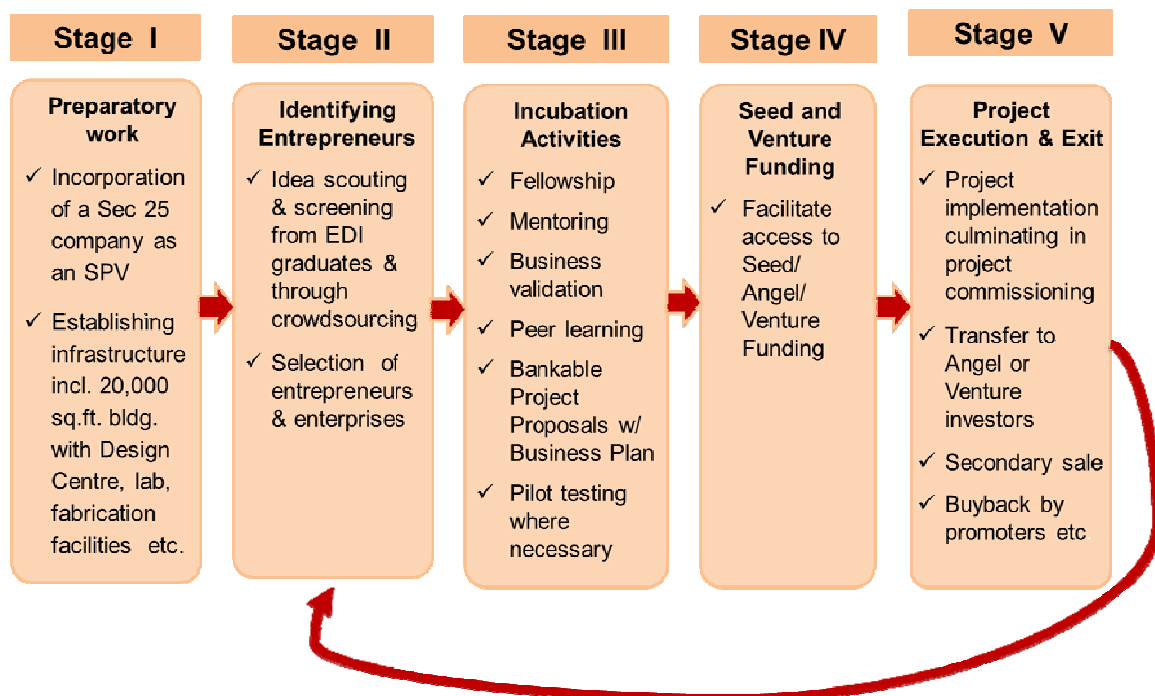 Stage I
Preparatory
work
✓ Incorporation
of a Sec 25
company as
an SPV
✓ Establishing
infrastructure
incl. 20,000
sq.ft. bldg.
with Design
Centre, lab,
fabrication
facilities etc.
Stage II
Identifying
Entrepreneurs
✓ Idea scouting
& screening
from EDI
graduates &
through
crowdsourcing
✓ Selection of
entrepreneurs
& enterprises
Stage III
Incubation
Activities
✓ Fellowship
✓ Mentoring
✓ Business
validation
✓ Peer learning
✓ Bankable
Project
Proposals w/
Business Plan
✓ Pilot testing
where
necessary
Stage IV
Seed and
Venture
Funding
✓ Facilitate
access to
Seed/
Angel/
Venture
Funding
Stage V
Project
Execution & Exit
✓ Project
implementation
culminating in
project
commissioning
✓ Transfer to
Angel or
Venture
investors
✓ Secondary sale
✓ Buyback by
promoters etc